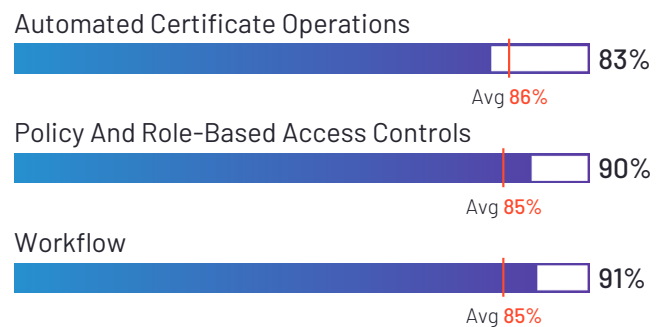 Automated Certificate Operations
83%
Avg 86%
Policy And Role-Based Access Controls
90%
Avg 85%
Workflow
91%
Avg 85%